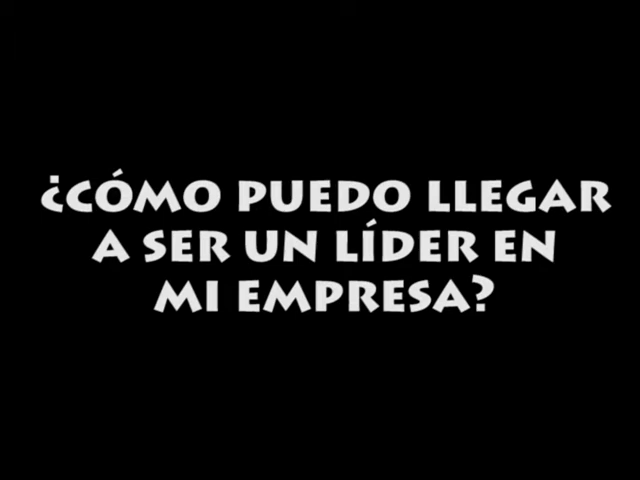 ¿CÓMO PUEDO LLEGAR
A SER UN LÍDER EN
MI EMPRESA?